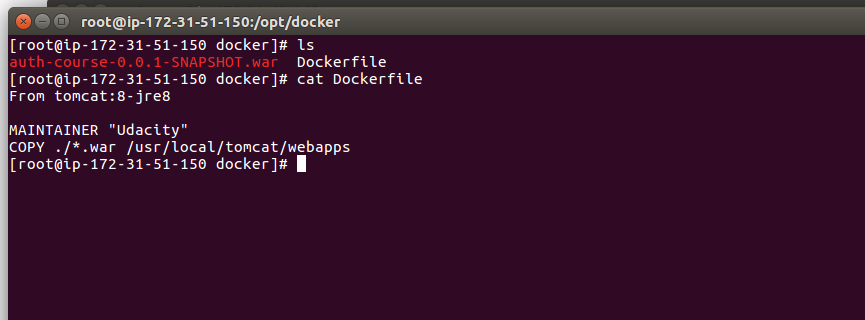 root@ip-172-31-51-150:/opt/docker
[root@ip-172-31-51-150 docker]# ls
auth-course-0.0.1-SNAPSHOT.war  Dockerfile
[root@ip-172-31-51-150 docker]# cat Dockerfile
From tomcat:8-jre8
MAINTAINER "Udacity"
COPY ./*.war /usr/local/tomcat/webapps
[root@ip-172-31-51-150 docker]#